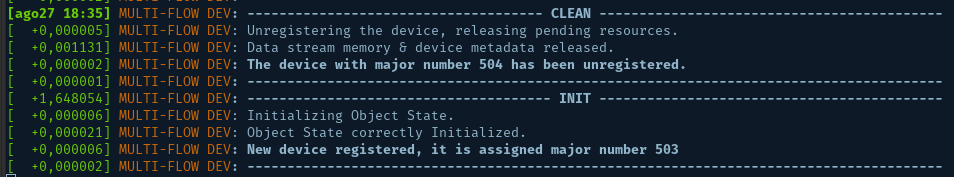 [ago27 18:35] MULTI-FLOW DEV: ---------------------------------- CLEAN ----------------------------------------
[  +0,000005] MULTI-FLOW DEV: Unregistering the device, releasing pending resources.
[  +0,001131] MULTI-FLOW DEV: Data stream memory & device metadata released.
[  +0,000002] MULTI-FLOW DEV: The device with major number 504 has been unregistered.
[  +0,000001] MULTI-FLOW DEV: ---------------------------------------------------------------------------------
[  +1,648054] MULTI-FLOW DEV: ----------------------------------- INIT ----------------------------------------
[  +0,000006] MULTI-FLOW DEV: Initializing Object State.
[  +0,000021] MULTI-FLOW DEV: Object State correctly Initialized.
[  +0,000006] MULTI-FLOW DEV: New device registered, it is assigned major number 503
[  +0,000002] MULTI-FLOW DEV: ---------------------------------------------------------------------------------